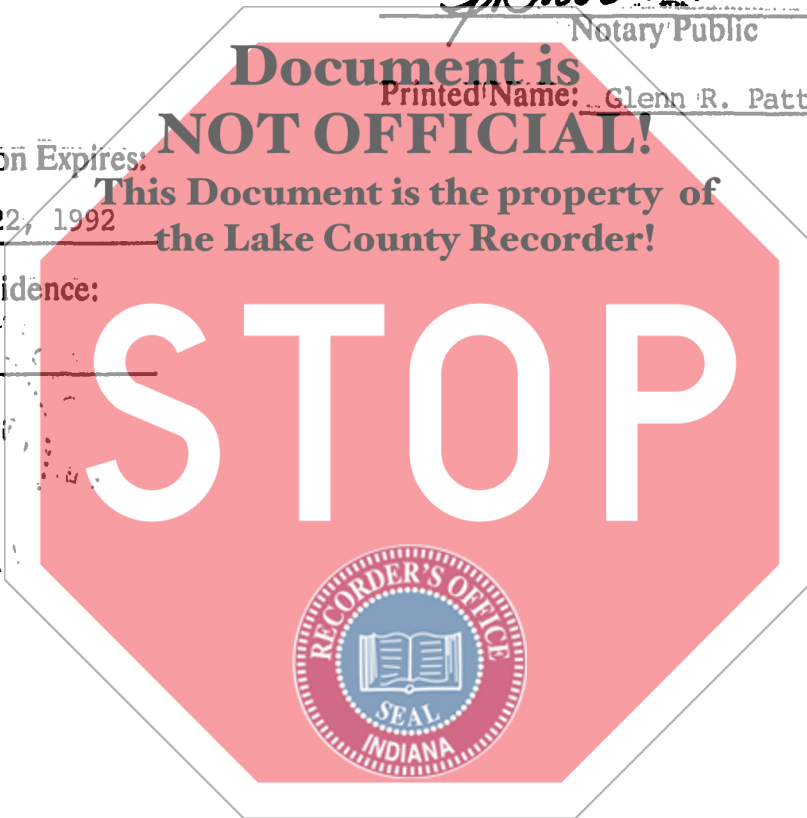 Notary Public
Document is
Printed Name: Glenn R. Patt
NOT OFFICIAL!
on Expires:
This Document is the property of
22, 1992
the Lake County Recorder!
idence:
STOP
RECORDER'S OFFICE
SEAL
INDIANA